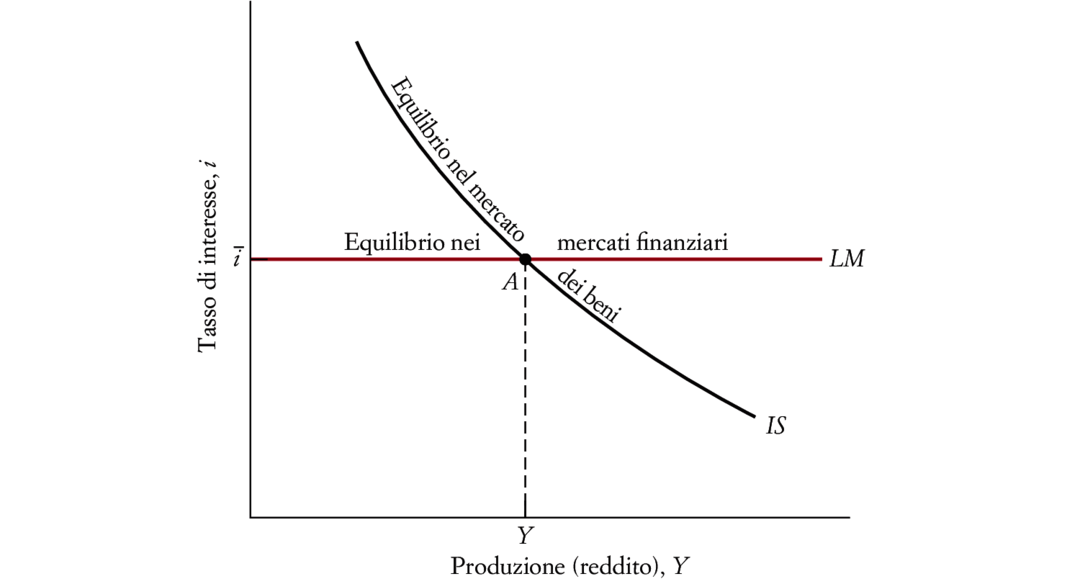 Equilibrio nel mercato
dei beni
Tasso di interesse, i
Equilibrio nei mercati finanziari
i̅
LM
A
IS
Y
Produzione (reddito), Y